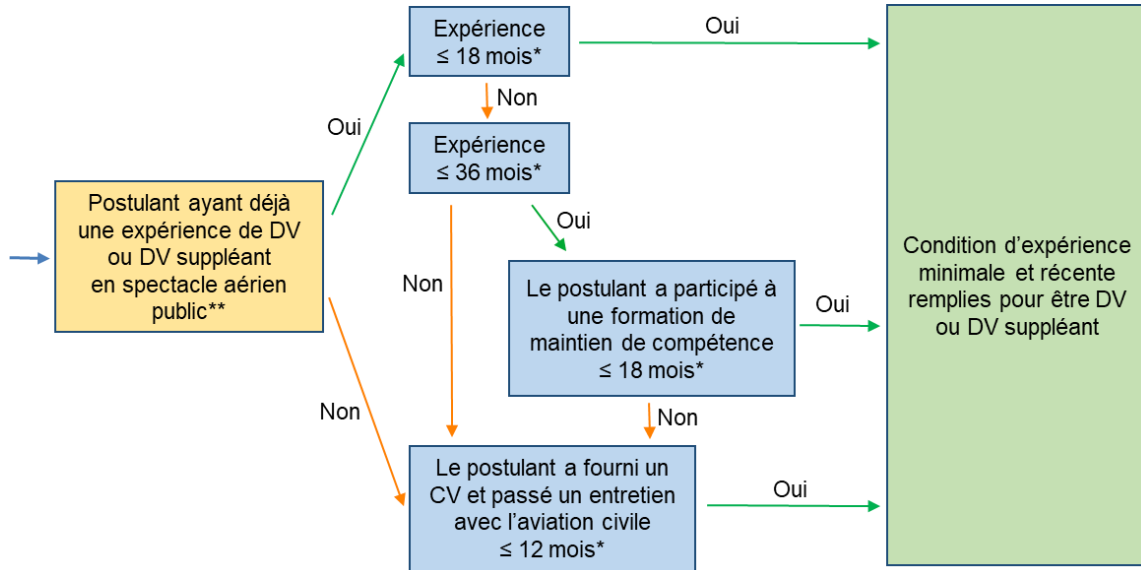 Postulant ayant déjà
une expérience de DV
ou DV suppléant
en spectacle aérien
public**
Oui
Non
Expérience
≤ 18 mois*
Oui
Non
Expérience
≤ 36 mois*
Oui
Non
Le postulant a participé à
une formation de
maintien de compétence
≤ 18 mois*
Oui
Non
Le postulant a fourni un
CV et passé un entretien
avec l’aviation civile
≤ 12 mois*
Oui
Condition d’expérience
minimale et récente
remplies pour être DV
ou DV suppléant